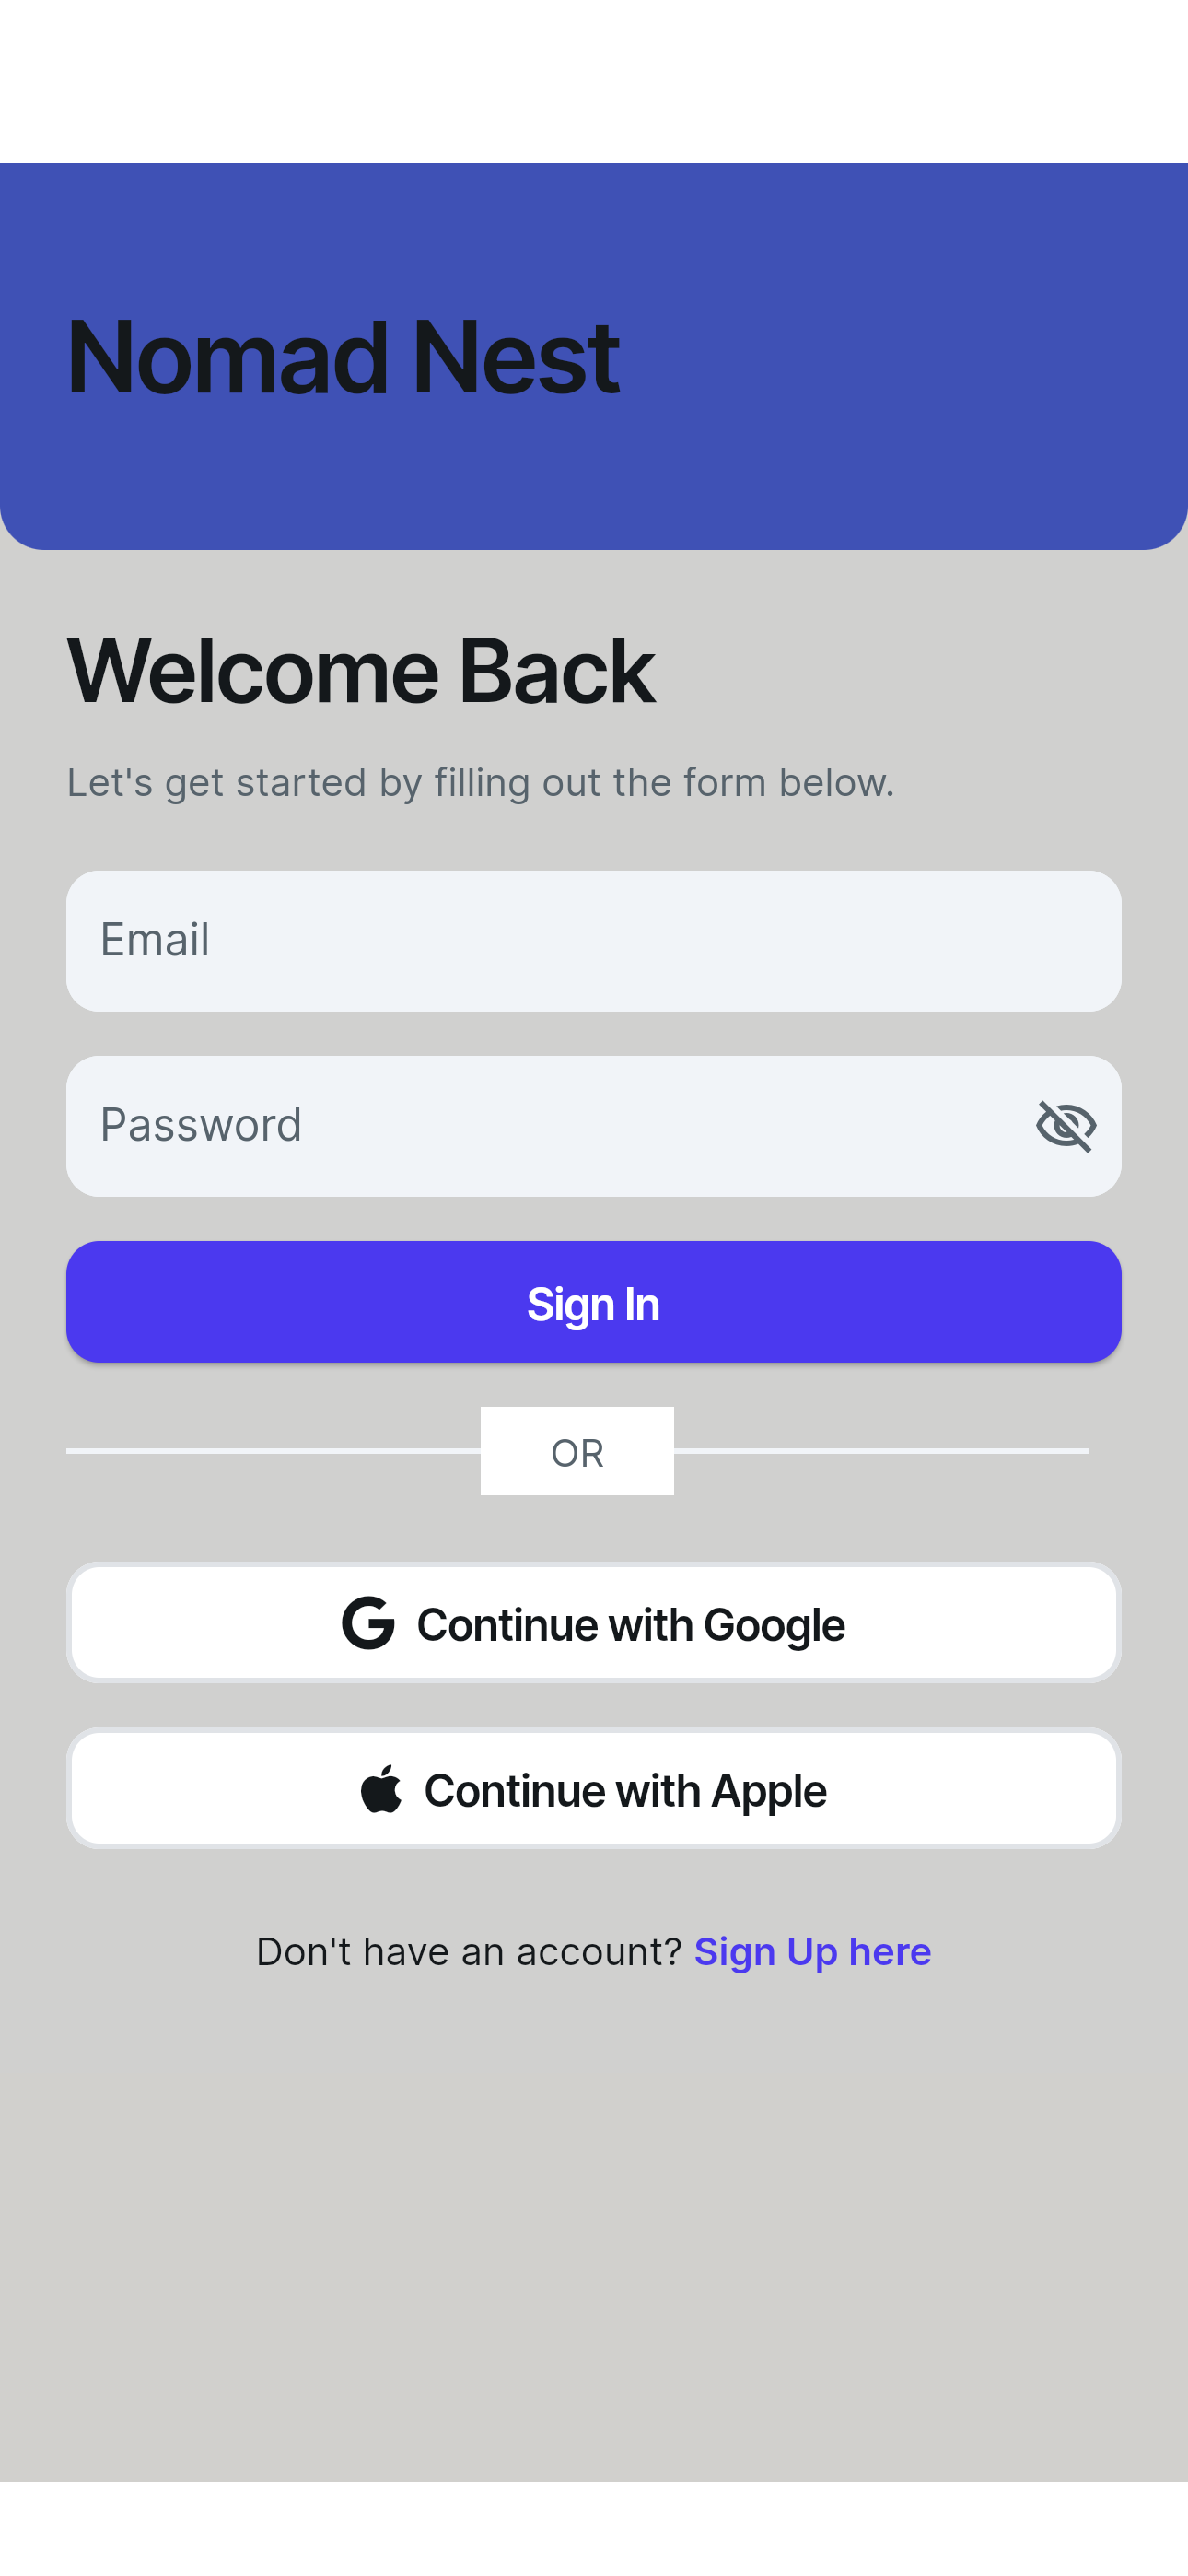 Nomad Nest
Welcome Back
Let's get started by filling out the form below.
Email
Password
Sign In
OR
Continue with Google
Continue with Apple
Don't have an account? Sign Up here